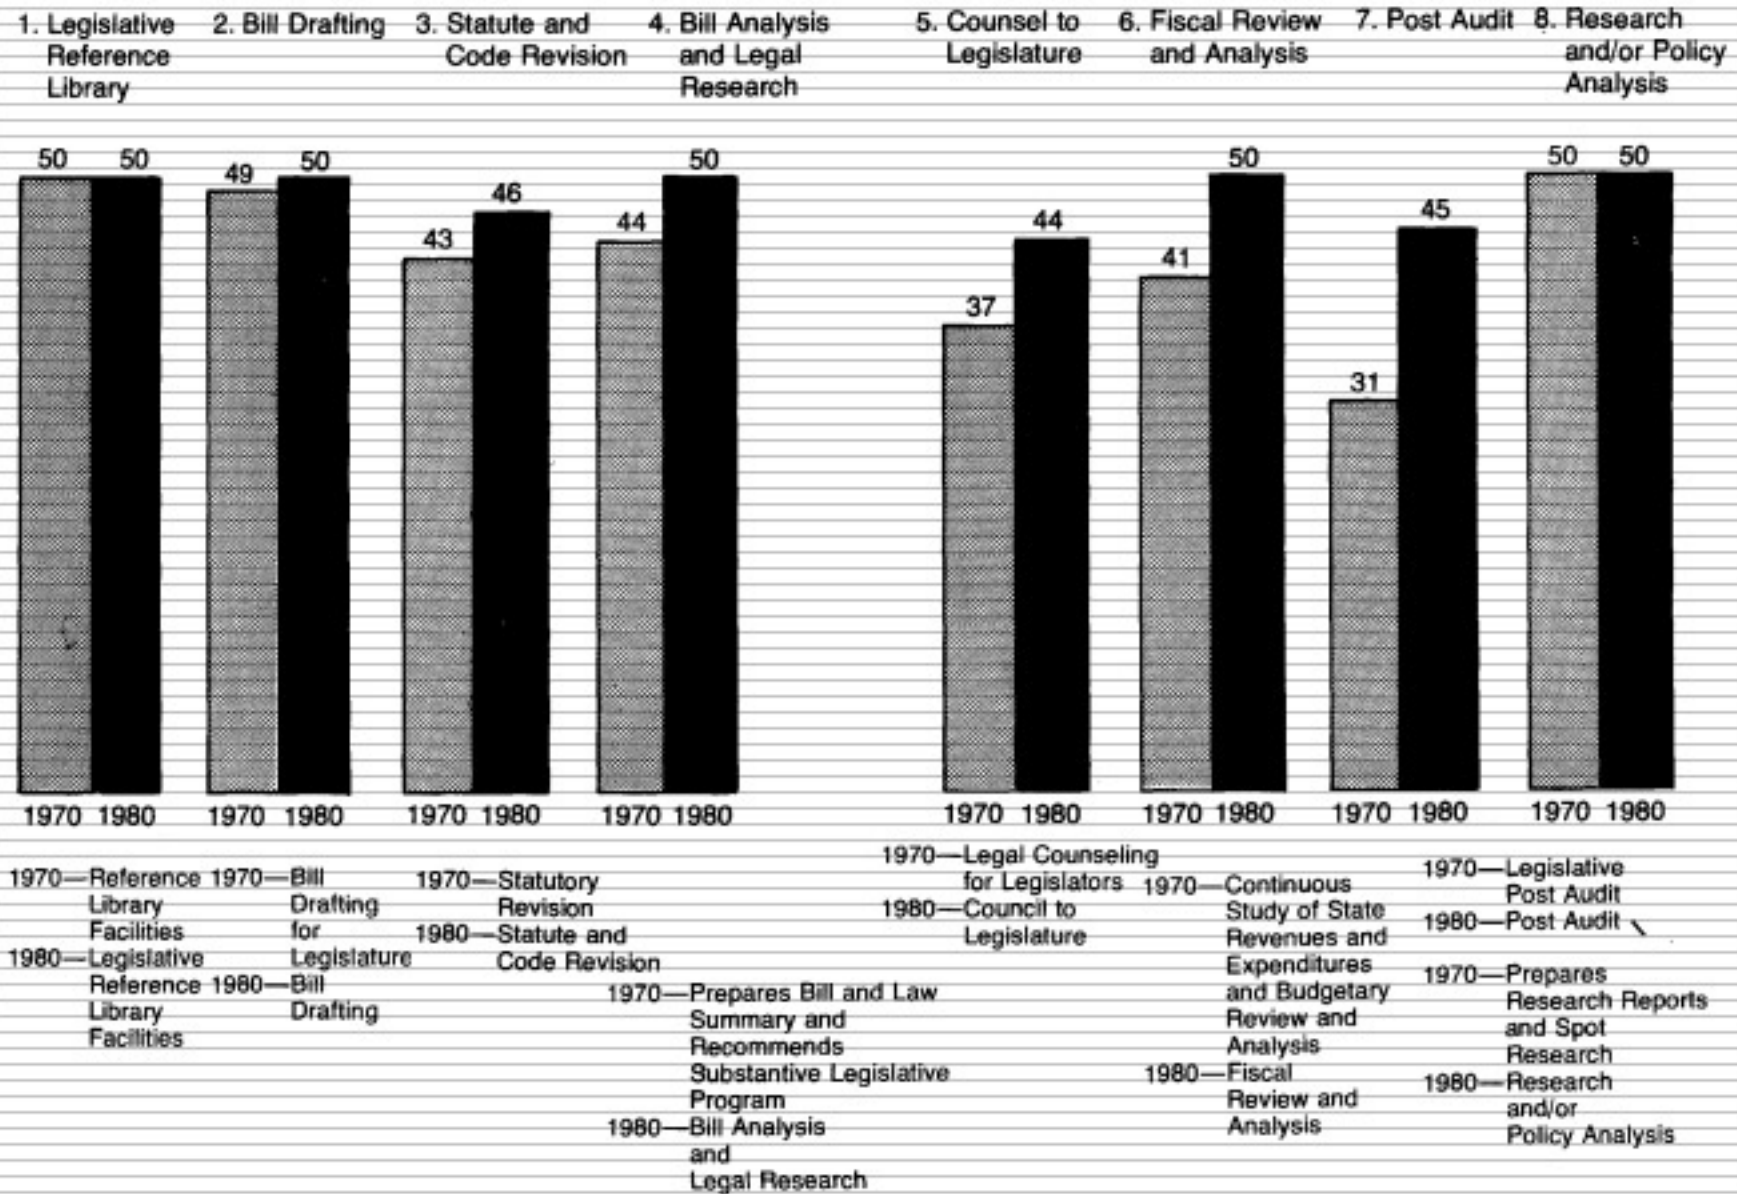 1. Legislative
Reference
Library
2. Bill Drafting
3. Statute and
Code Revision
4. Bill Analysis
and Legal
Research
5. Counsel to
Legislature
6. Fiscal Review
and Analysis
7. Post Audit
8. Research
and/or Policy
Analysis
50 50
49 50
43 46
44 50
37 44
41 50
31 45
50 50
1970 1980
1970 1980
1970 1980
1970 1980
1970 1980
1970 1980
1970 1980
1970 1980
1970—Reference
Library
Facilities
1980—Legislative
Reference
Library
Facilities
1970—Bill
Drafting
for
Legislature
1980—Bill
Drafting
1970—Statutory
Revision
1980—Statute and
Code Revision
1970—Prepares Bill and Law
Summary and
Recommends
Substantive Legislative
Program
1980—Bill Analysis
and
Legal Research
1970—Legal Counseling
for Legislators
1980—Council to
Legislature
1970—Continuous
Study of State
Revenues and
Expenditures
and Budgetary
Review and
Analysis
1980—Fiscal
Review and
Analysis
1970—Legislative
Post Audit
1980—Post Audit
1970—Prepares
Research Reports
and Spot
Research
1980—Research
and/or
Policy Analysis